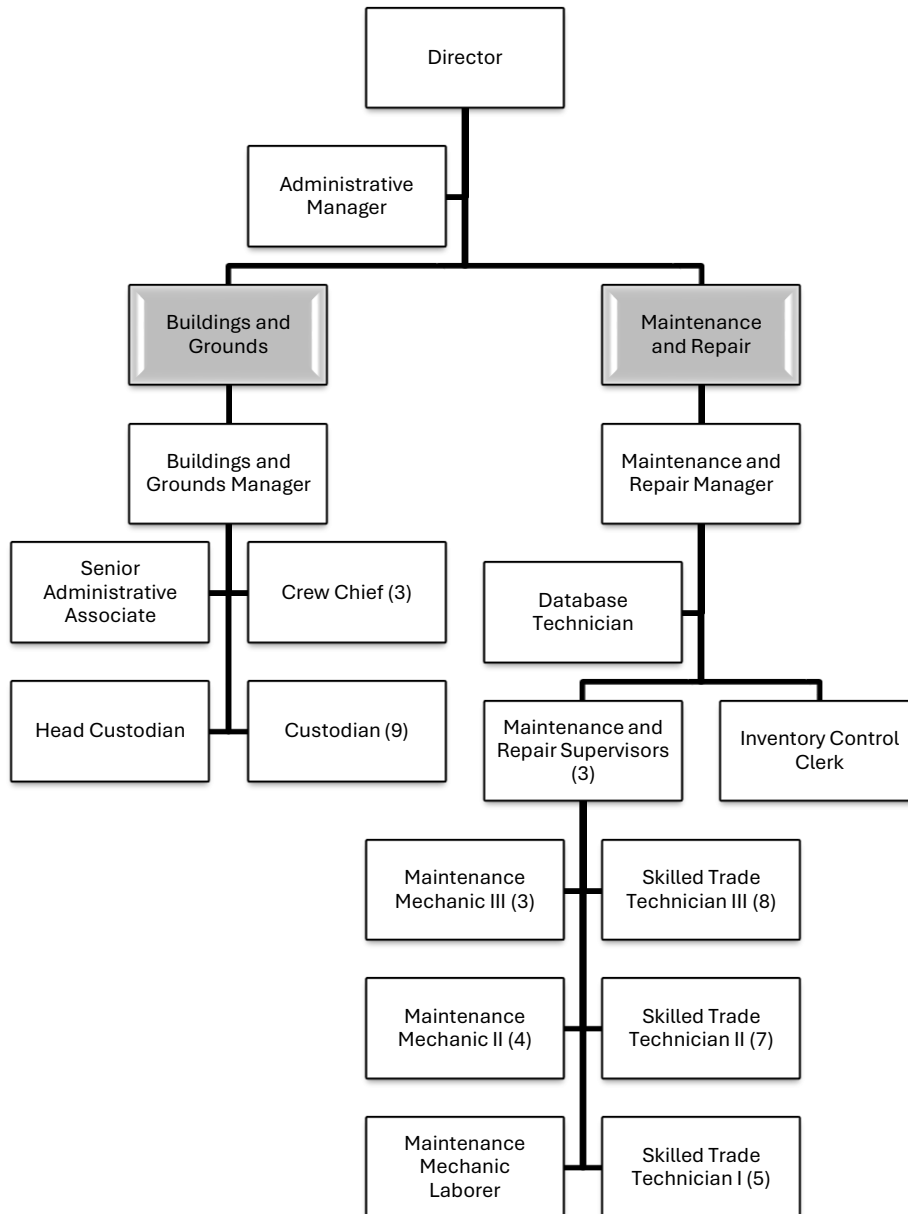 Director
Administrative
Manager
Buildings and
Grounds
Maintenance
and Repair
Buildings and
Grounds Manager
Maintenance and
Repair Manager
Senior
Administrative
Associate
Crew Chief (3)
Database
Technician
Head Custodian
Custodian (9)
Maintenance and
Repair Supervisors
(3)
Inventory Control
Clerk
Maintenance
Mechanic III (3)
Skilled Trade
Technician III (8)
Maintenance
Mechanic II (4)
Skilled Trade
Technician II (7)
Maintenance
Mechanic
Laborer
Skilled Trade
Technician I (5)